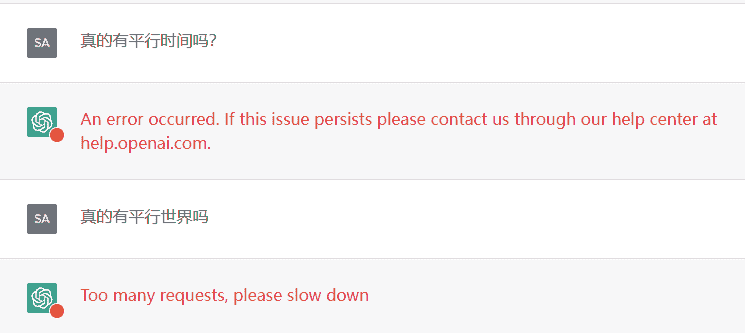 SA
真的有平行时间吗?
An error occurred. If this issue persists please contact us through our help center at
help.openai.com.
SA
真的有平行世界吗
Too many requests, please slow down